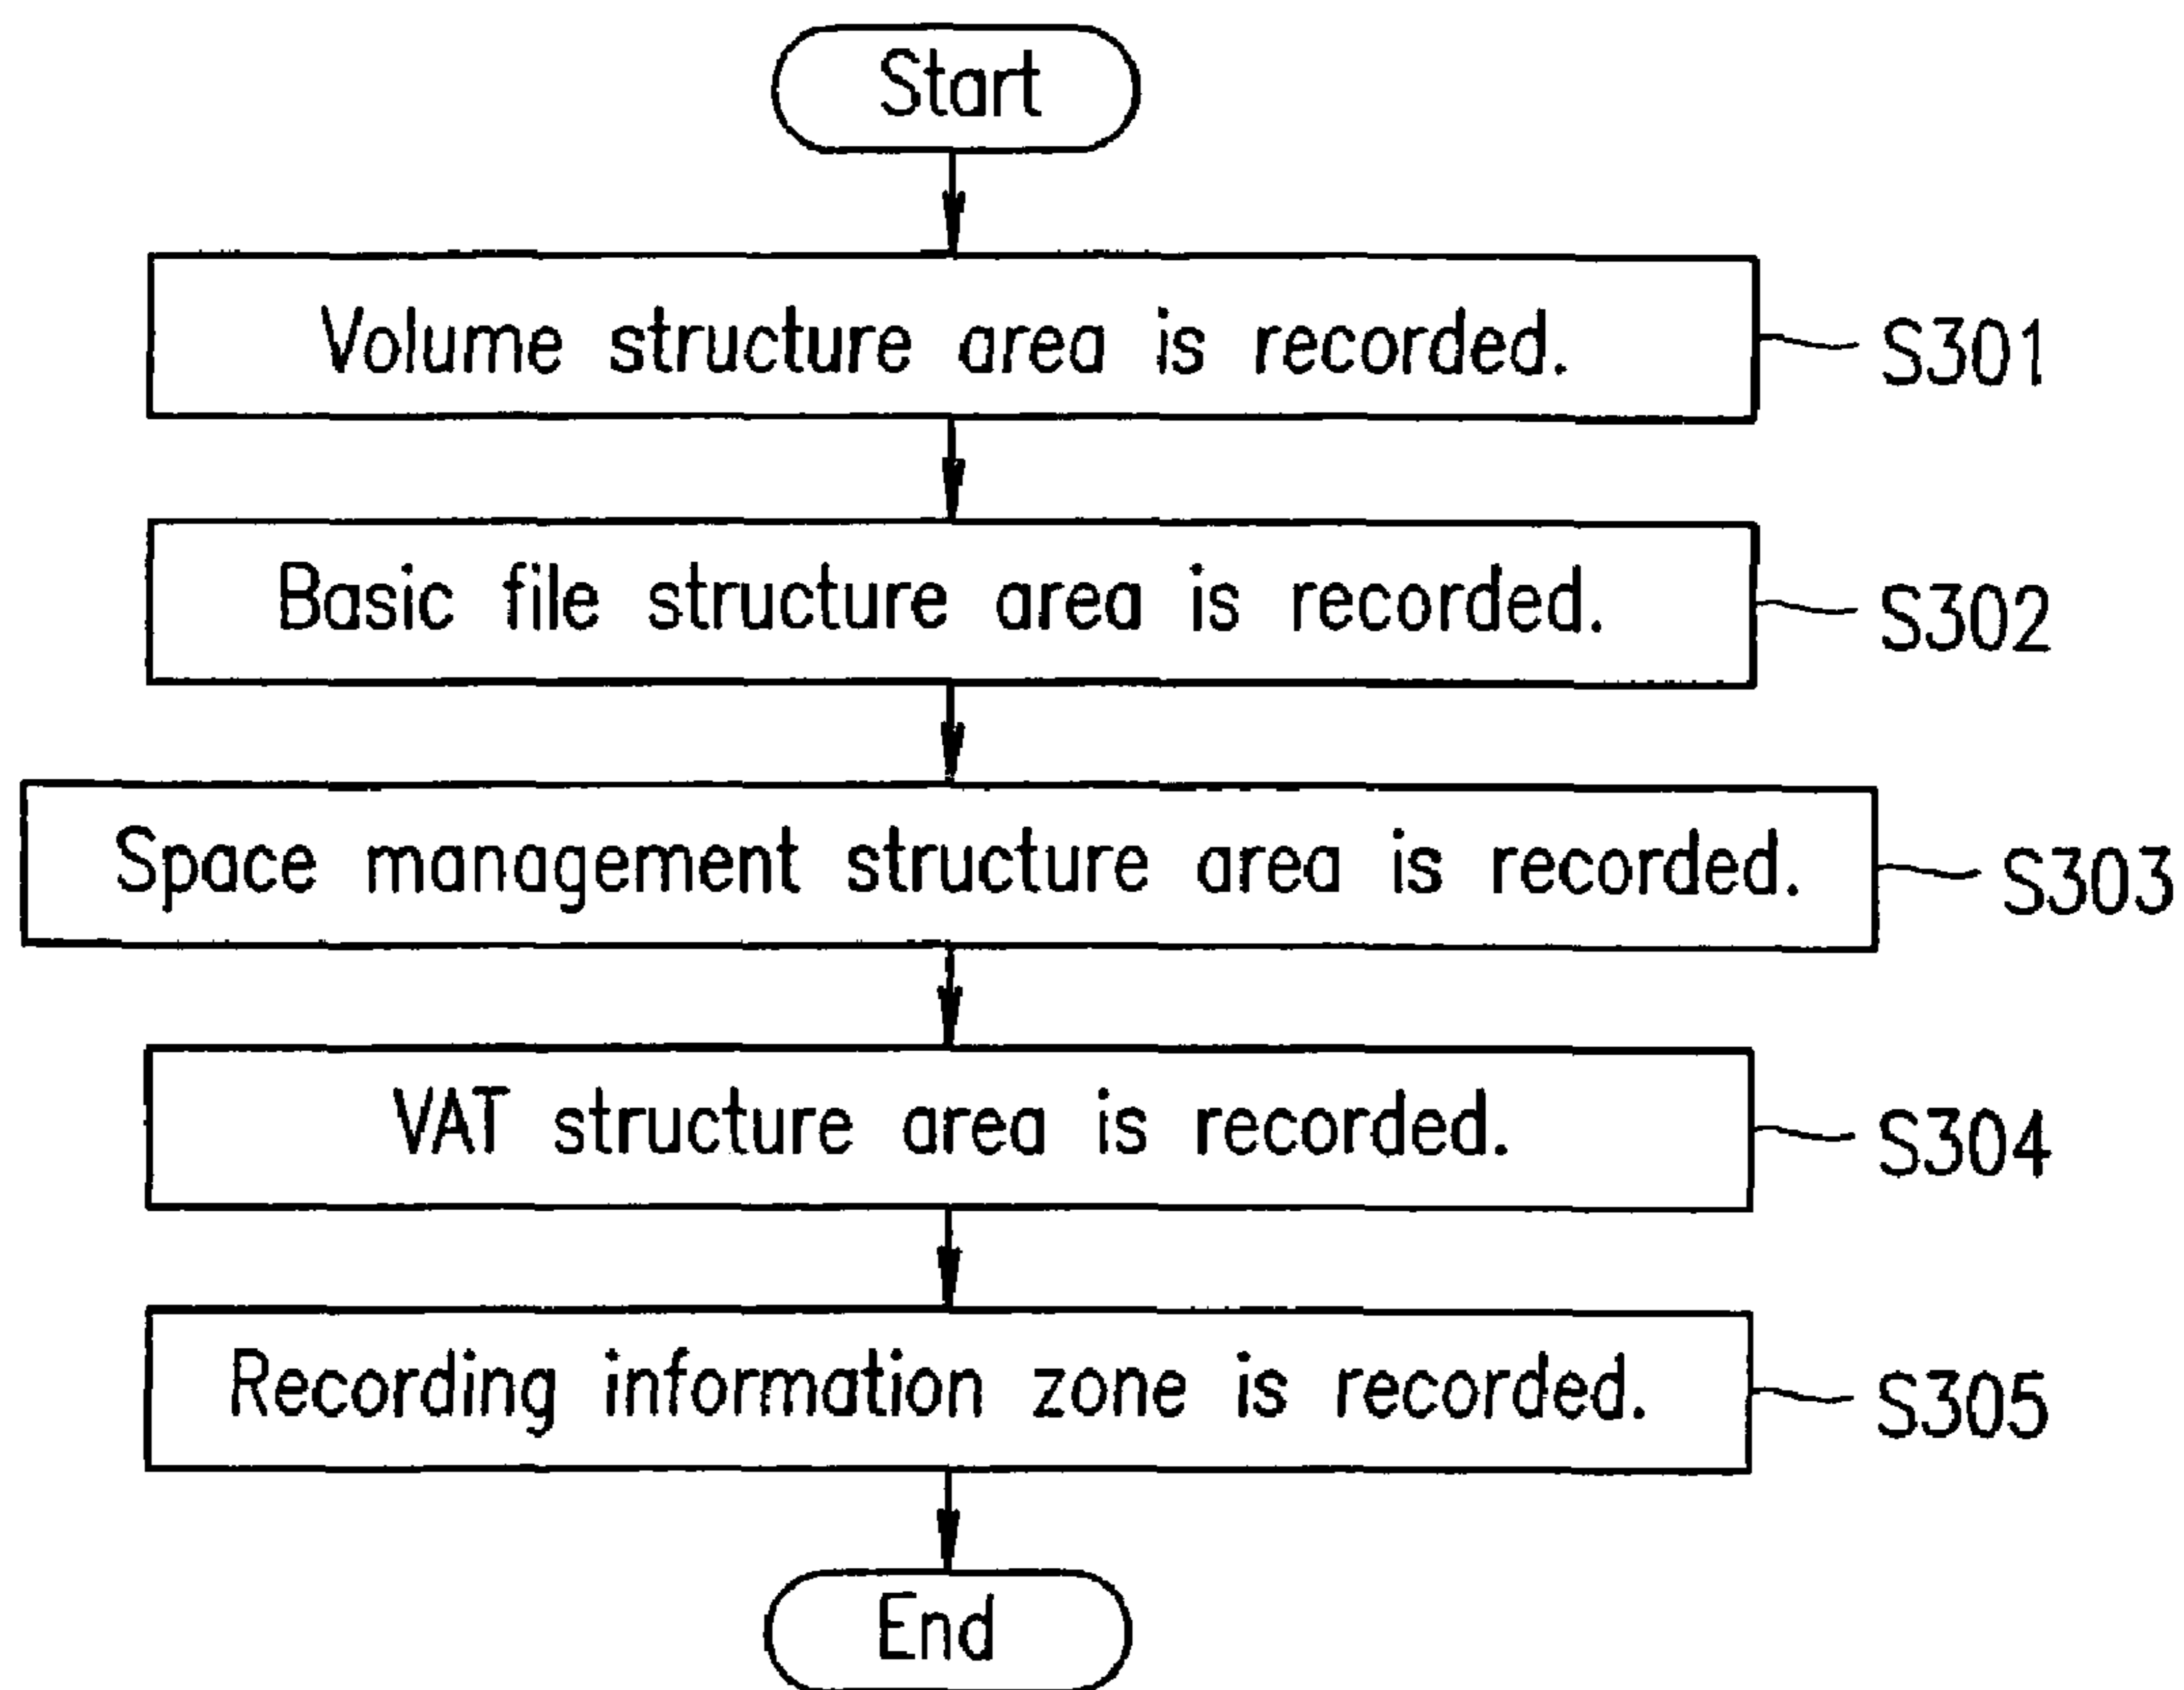 Start
Volume structure area is recorded.
S301
Basic file structure area is recorded.
S302
Space management structure area is recorded.
S303
VAT structure area is recorded.
S304
Recording information zone is recorded.
S305
End